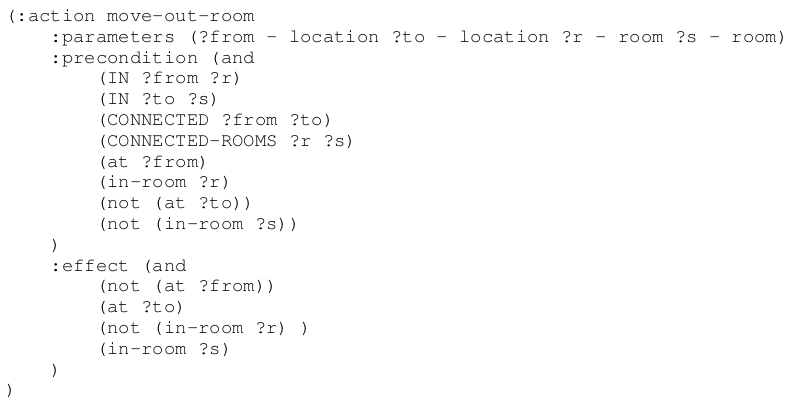 (:action move-out-room
    :parameters (?from - location ?to - location ?r - room ?s - room)
    :precondition (and
        (IN ?from ?r)
        (IN ?to ?s)
        (CONNECTED ?from ?to)
        (CONNECTED-ROOMS ?r ?s)
        (at ?from)
        (in-room ?r)
        (not (at ?to))
        (not (in-room ?s))
    )
    :effect (and
        (not (at ?from))
        (at ?to)
        (not (in-room ?r) )
        (in-room ?s)
    )
)